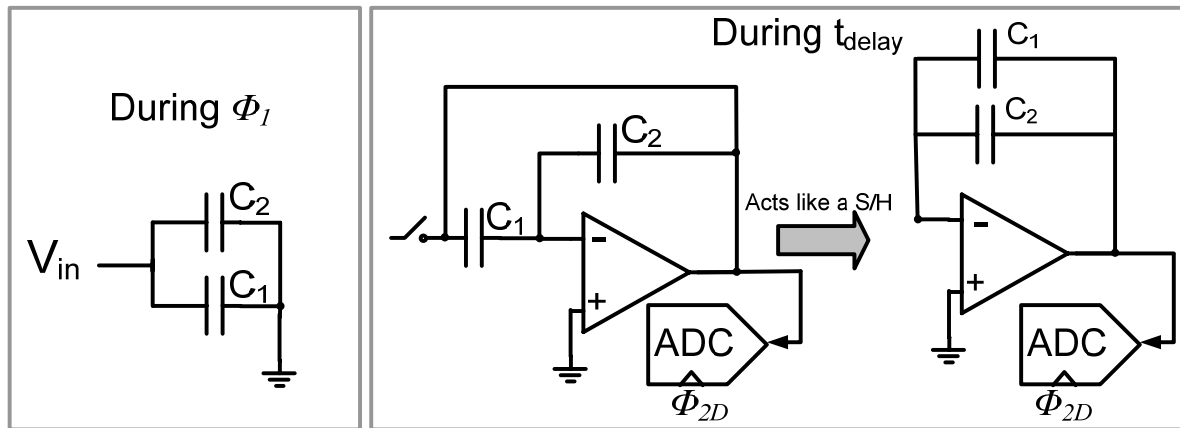 During Φ1
C2
Vin
C1
During tdelay
C2
C1
-
+
ADC
Φ2D
Acts like a S/H
C1
C2
-
+
ADC
Φ2D